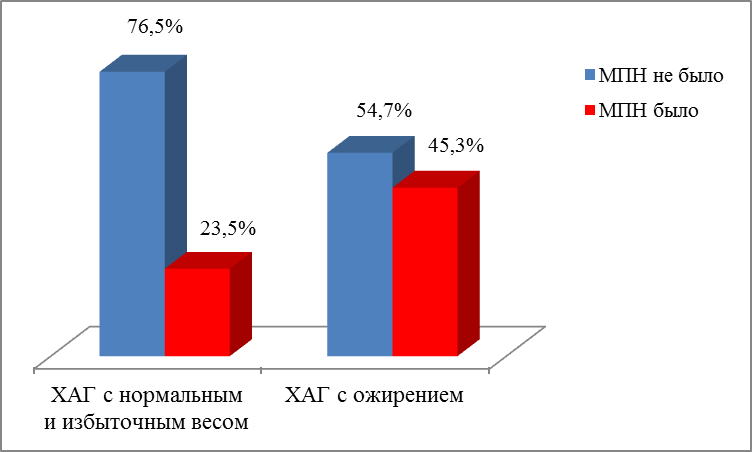 76,5%
23,5%
54,7%
45,3%
МПН не было
МПН было
ХАГ с нормальным
и избыточным весом
ХАГ с ожирением